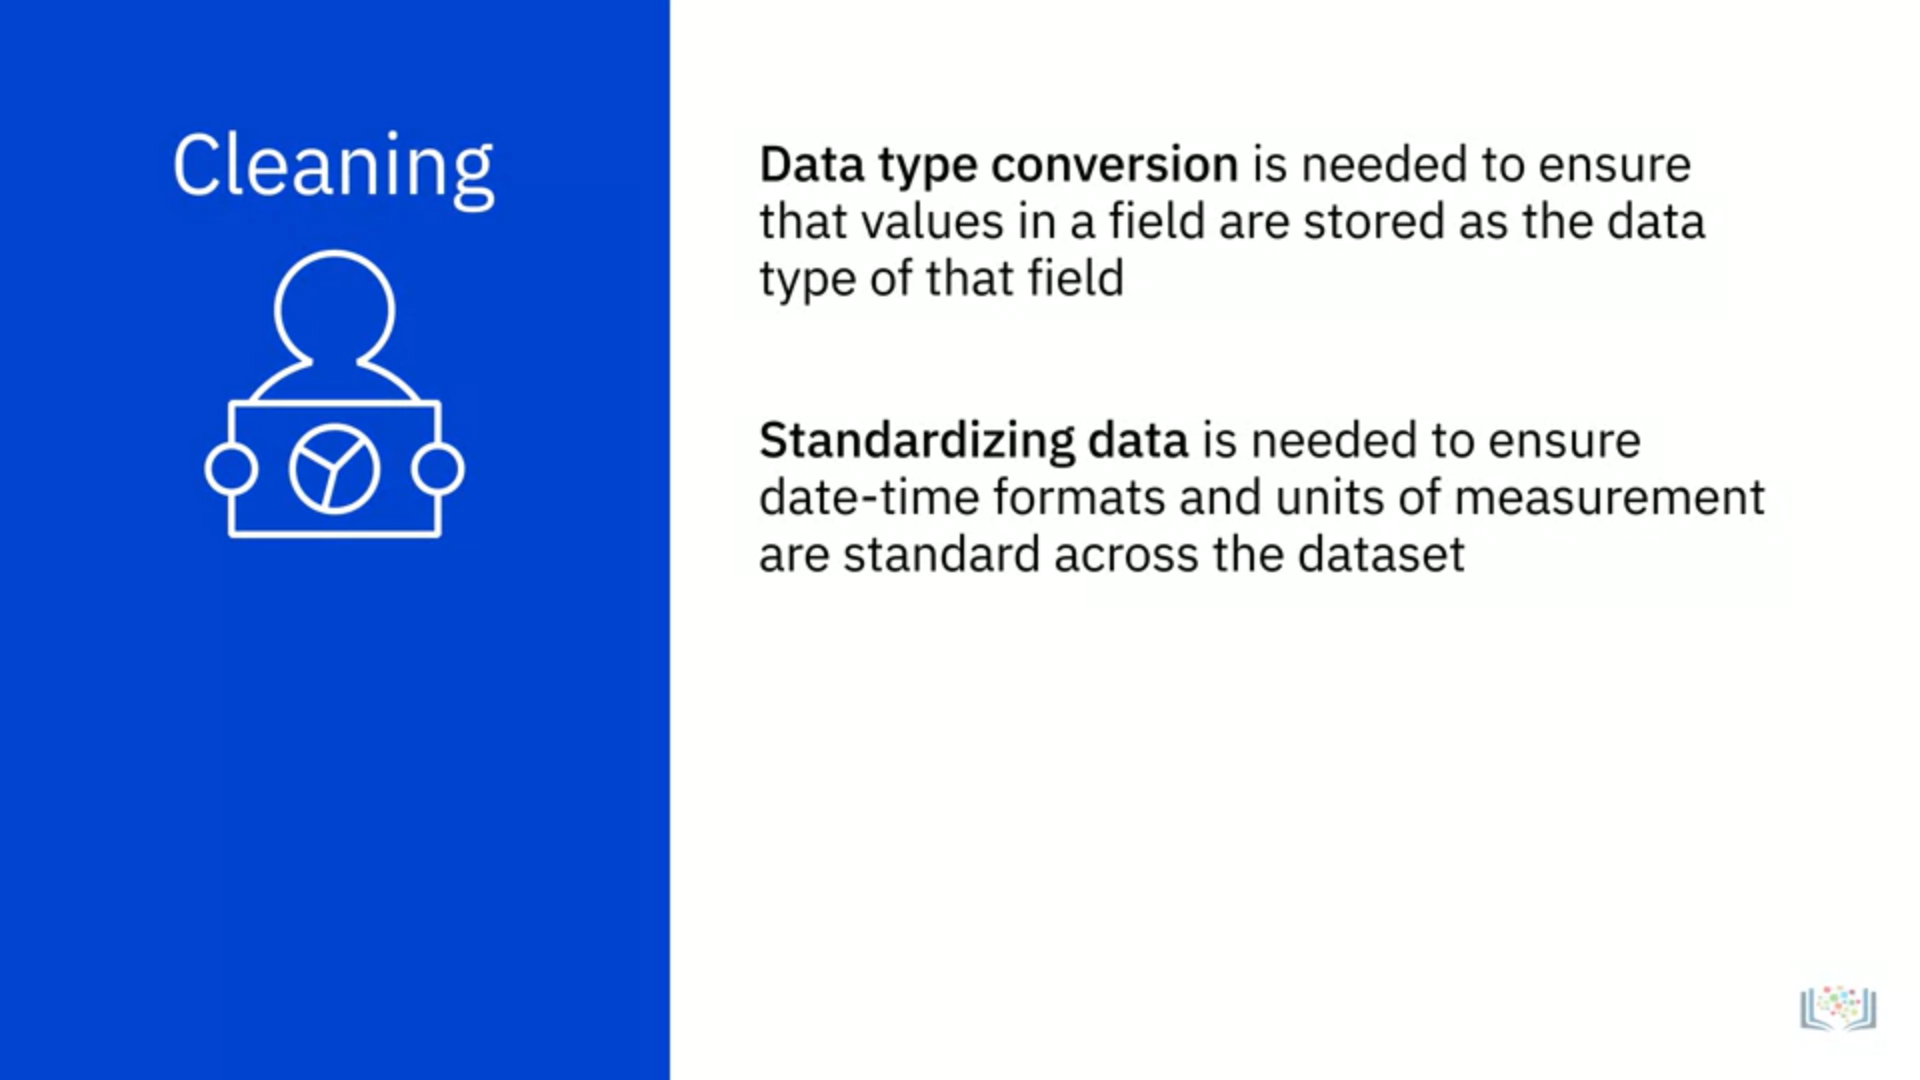 Cleaning
Data type conversion is needed to ensure
that values in a field are stored as the data
type of that field
Standardizing data is needed to ensure
date-time formats and units of measurement
are standard across the dataset